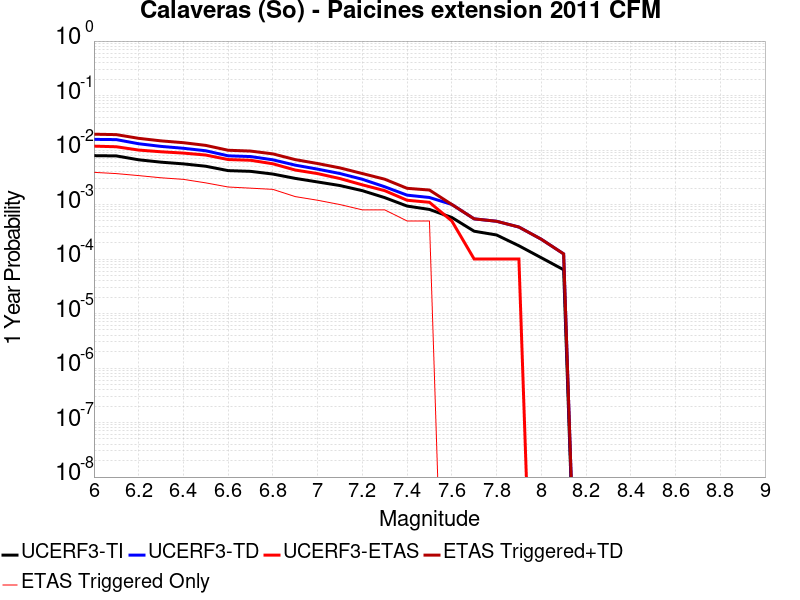 Calaveras (So) - Paicines extension 2011 CFM
10^0
10^-1
10^-2
10^-3
10^-4
10^-5
10^-6
10^-7
10^-8
1 Year Probability
6 6.2 6.4 6.6 6.8 7 7.2 7.4 7.6 7.8 8 8.2 8.4 8.6 8.8 9
Magnitude
UCERF3-TI UCERF3-TD UCERF3-ETAS ETAS Triggered+TD
ETAS Triggered Only